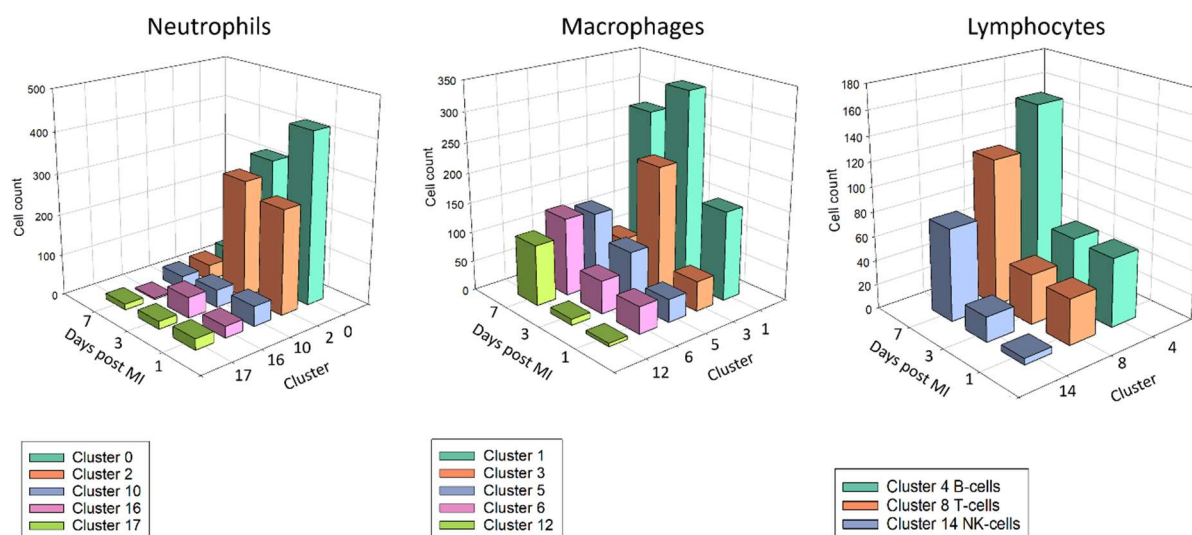 Neutrophils
500
400
300
200
100
0
Cell count
7
3
1
Days post MI
17
16
10
2
0
Cluster
Cluster 0
Cluster 2
Cluster 10
Cluster 16
Cluster 17
Macrophages
350
300
250
200
150
100
50
0
Cell count
7
3
1
Days post MI
12
6
5
3
1
Cluster
Cluster 1
Cluster 3
Cluster 5
Cluster 6
Cluster 12
Lymphocytes
180
160
140
120
100
80
60
40
20
0
Cell count
7
3
1
Days post MI
14
8
4
Cluster
Cluster 4 B-cells
Cluster 8 T-cells
Cluster 14 NK-cells